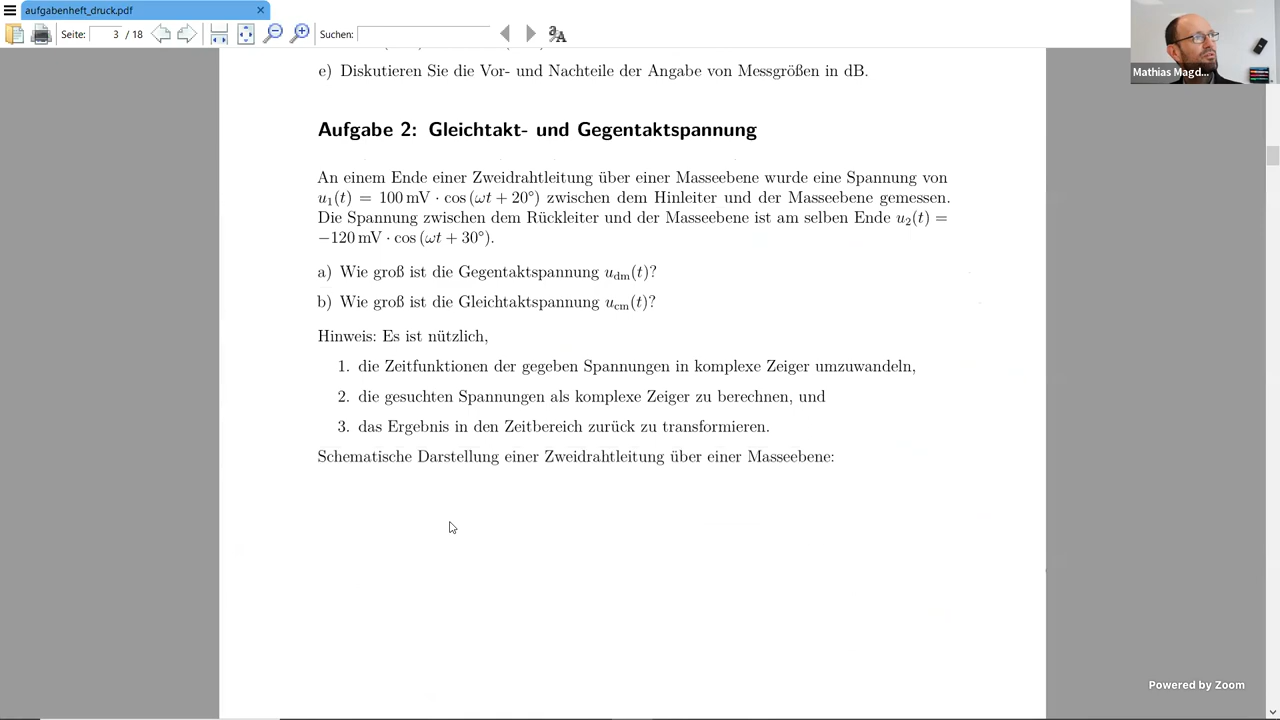 aufgabenheft_druck.pdf
Seite: 3 / 18 Suchen:
Mathias Magd...
e) Diskutieren Sie die Vor- und Nachteile der Angabe von Messgrößen in dB.
Aufgabe 2: Gleichtakt- und Gegentaktspannung
An einem Ende einer Zweidrahtleitung über einer Masseebene wurde eine Spannung von
u₁(t) = 100 mV · cos (ωt + 20°) zwischen dem Hinleiter und der Masseebene gemessen.
Die Spannung zwischen dem Rückleiter und der Masseebene ist am selben Ende u₂(t) =
−120 mV · cos (ωt + 30°).
a) Wie groß ist die Gegentaktspannung u_dm(t)?
b) Wie groß ist die Gleichtaktspannung u_cm(t)?
Hinweis: Es ist nützlich,
1. die Zeitfunktionen der gegeben Spannungen in komplexe Zeiger umzuwandeln,
2. die gesuchten Spannungen als komplexe Zeiger zu berechnen, und
3. das Ergebnis in den Zeitbereich zurück zu transformieren.
Schematische Darstellung einer Zweidrahtleitung über einer Masseebene:
Powered by Zoom